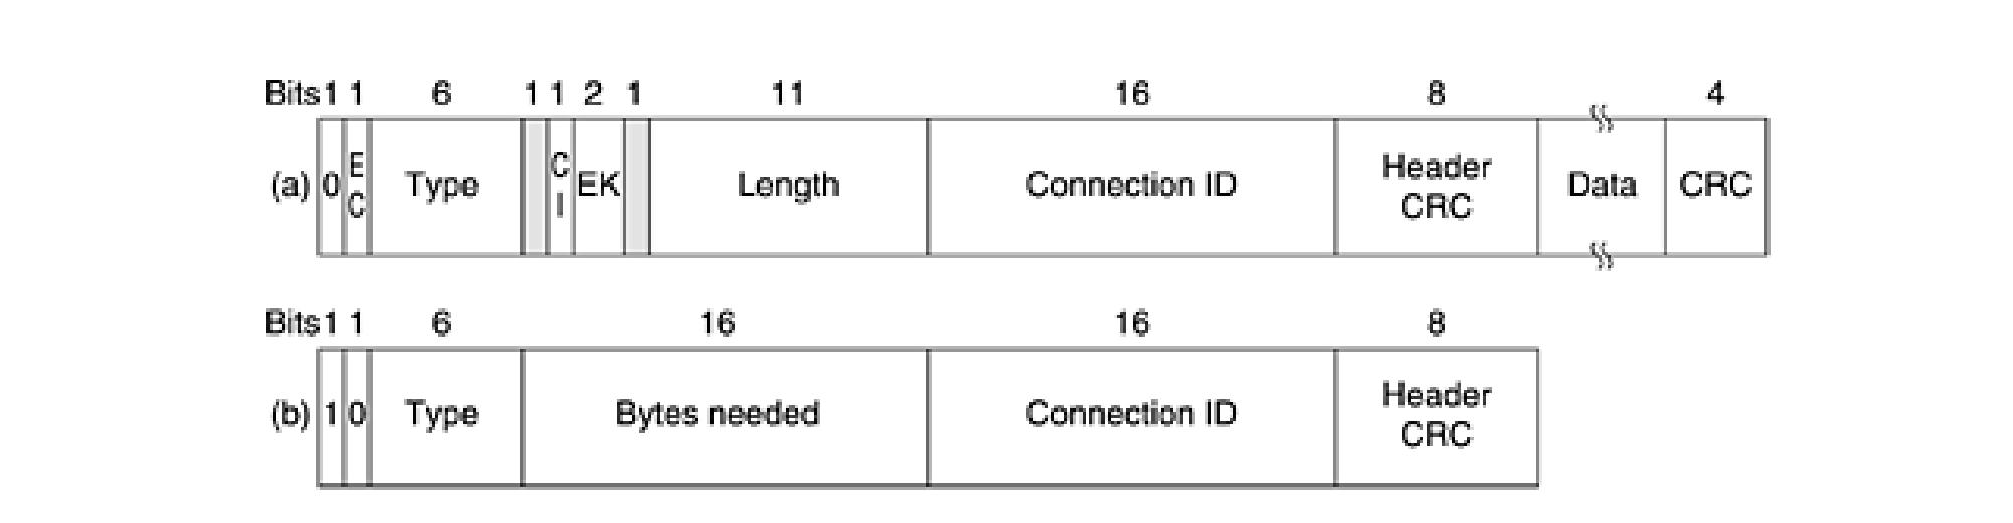 Bits 1 1 6 1 1 2 1 11 16 8 4
(a) 0 EC Type CI EK Length Connection ID Header CRC Data CRC
Bits 1 1 6 16 16 8
(b) 1 0 Type Bytes needed Connection ID Header CRC